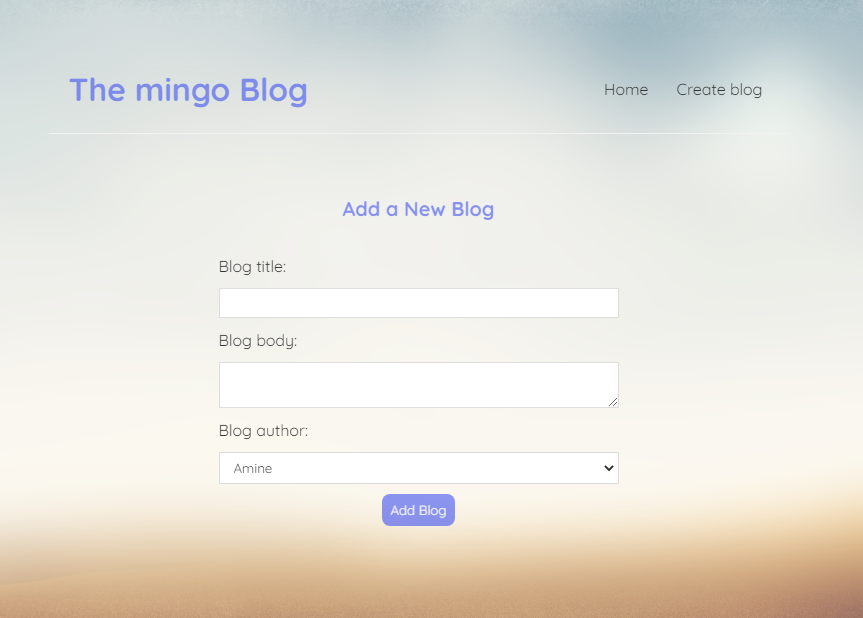 The mingo Blog
Home Create blog
Add a New Blog
Blog title:
Blog body:
Blog author:
Amine
Add Blog